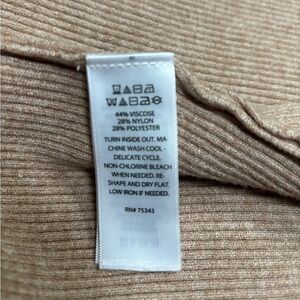 44% VISCOSE
28% NYLON
28% POLYESTER
TURN INSIDE OUT. MA-
CHINE WASH COOL -
DELICATE CYCLE.
NON-CHLORINE BLEACH
WHEN NEEDED. RE-
SHAPE AND DRY FLAT.
LOW IRON IF NEEDED.
RN# 75343